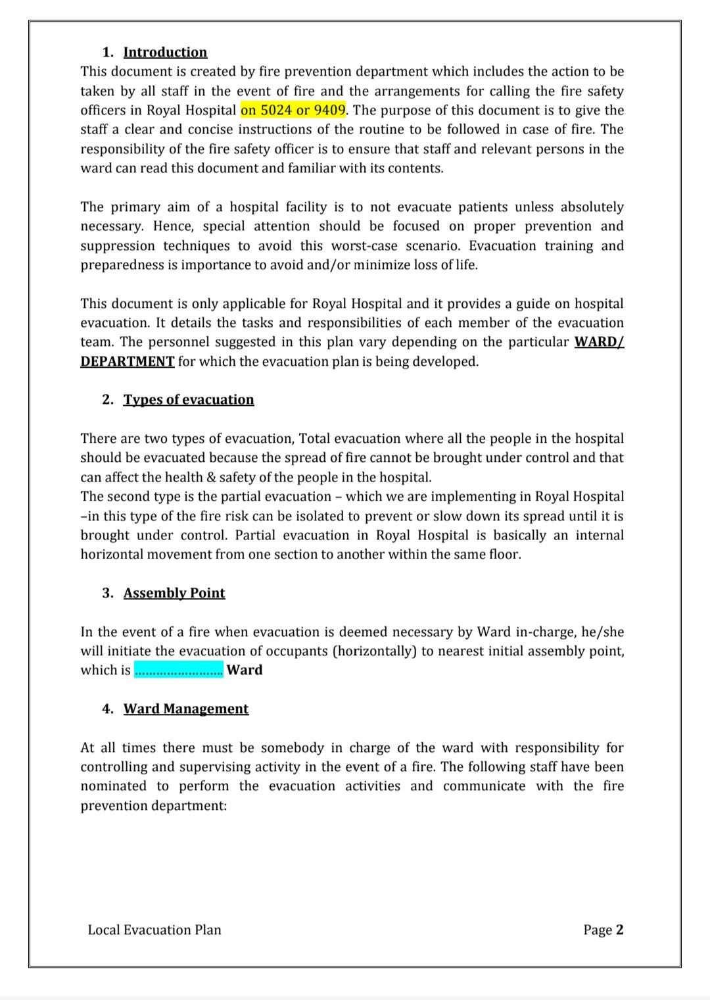 1. Introduction
This document is created by fire prevention department which includes the action to be
taken by all staff in the event of fire and the arrangements for calling the fire safety
officers in Royal Hospital on 5024 or 9409. The purpose of this document is to give the
staff a clear and concise instructions of the routine to be followed in case of fire. The
responsibility of the fire safety officer is to ensure that staff and relevant persons in the
ward can read this document and familiar with its contents.
The primary aim of a hospital facility is to not evacuate patients unless absolutely
necessary. Hence, special attention should be focused on proper prevention and
suppression techniques to avoid this worst-case scenario. Evacuation training and
preparedness is importance to avoid and/or minimize loss of life.
This document is only applicable for Royal Hospital and it provides a guide on hospital
evacuation. It details the tasks and responsibilities of each member of the evacuation
team. The personnel suggested in this plan vary depending on the particular WARD/
DEPARTMENT for which the evacuation plan is being developed.
2. Types of evacuation
There are two types of evacuation, Total evacuation where all the people in the hospital
should be evacuated because the spread of fire cannot be brought under control and that
can affect the health & safety of the people in the hospital.
The second type is the partial evacuation – which we are implementing in Royal Hospital
–in this type of the fire risk can be isolated to prevent or slow down its spread until it is
brought under control. Partial evacuation in Royal Hospital is basically an internal
horizontal movement from one section to another within the same floor.
3. Assembly Point
In the event of a fire when evacuation is deemed necessary by Ward in-charge, he/she
will initiate the evacuation of occupants (horizontally) to nearest initial assembly point,
which is ......................... Ward
4. Ward Management
At all times there must be somebody in charge of the ward with responsibility for
controlling and supervising activity in the event of a fire. The following staff have been
nominated to perform the evacuation activities and communicate with the fire
prevention department:
Local Evacuation Plan Page 2